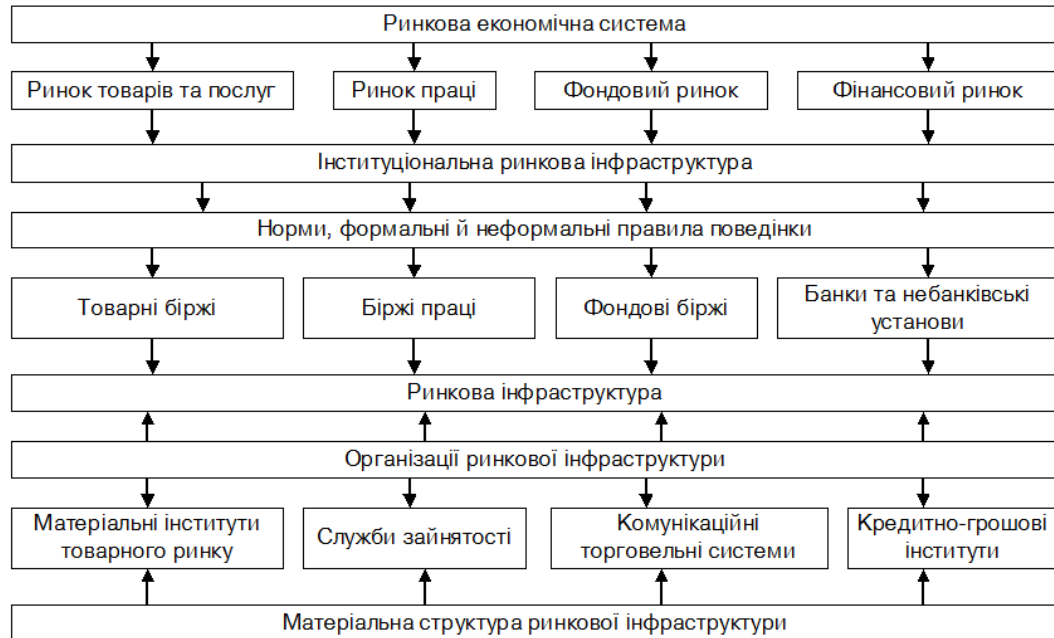 Ринкова економічна система
Ринок товарів та послуг
Ринок праці
Фондовий ринок
Фінансовий ринок
Інституціональна ринкова інфраструктура
Норми, формальні й неформальні правила поведінки
Товарні біржі
Біржі праці
Фондові біржі
Банки та небанківські
установи
Ринкова інфраструктура
Організації ринкової інфраструктури
Матеріальні інститути
товарного ринку
Служби зайнятості
Комунікаційні
торговельні системи
Кредитно-грошові
інститути
Матеріальна структура ринкової інфраструктури